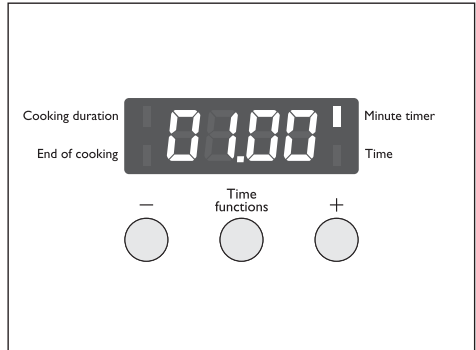 Cooking duration
01.00
Minute timer
End of cooking
Time
−
Time
functions
+